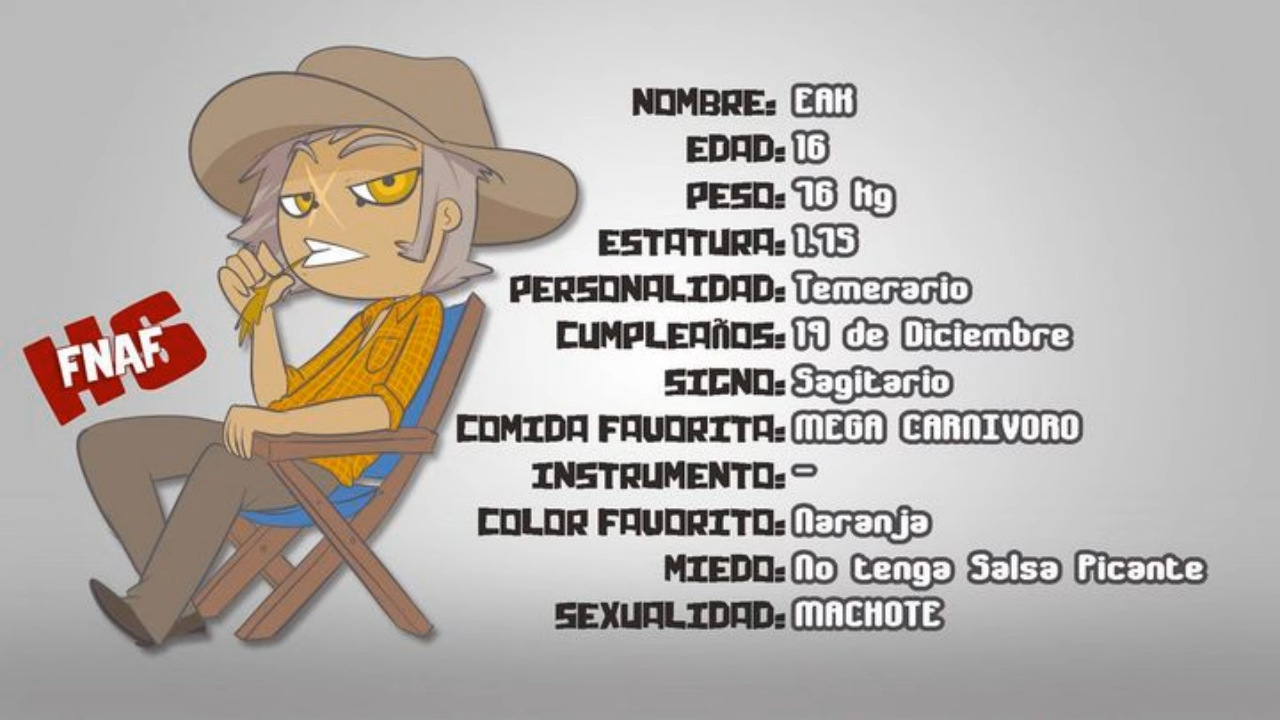 FNAF HS
NOMBRE: EAK
EDAD: 16
PESO: 76 Kg
ESTATURA: 1.75
PERSONALIDAD: Temerario
CUMPLEAÑOS: 19 de Diciembre
SIGNO: Sagitario
COMIDA FAVORITA: MEGA CARNIVORO
INSTRUMENTO: -
COLOR FAVORITO: Naranja
MIEDO: No tenga Salsa Picante
SEXUALIDAD: MACHOTE